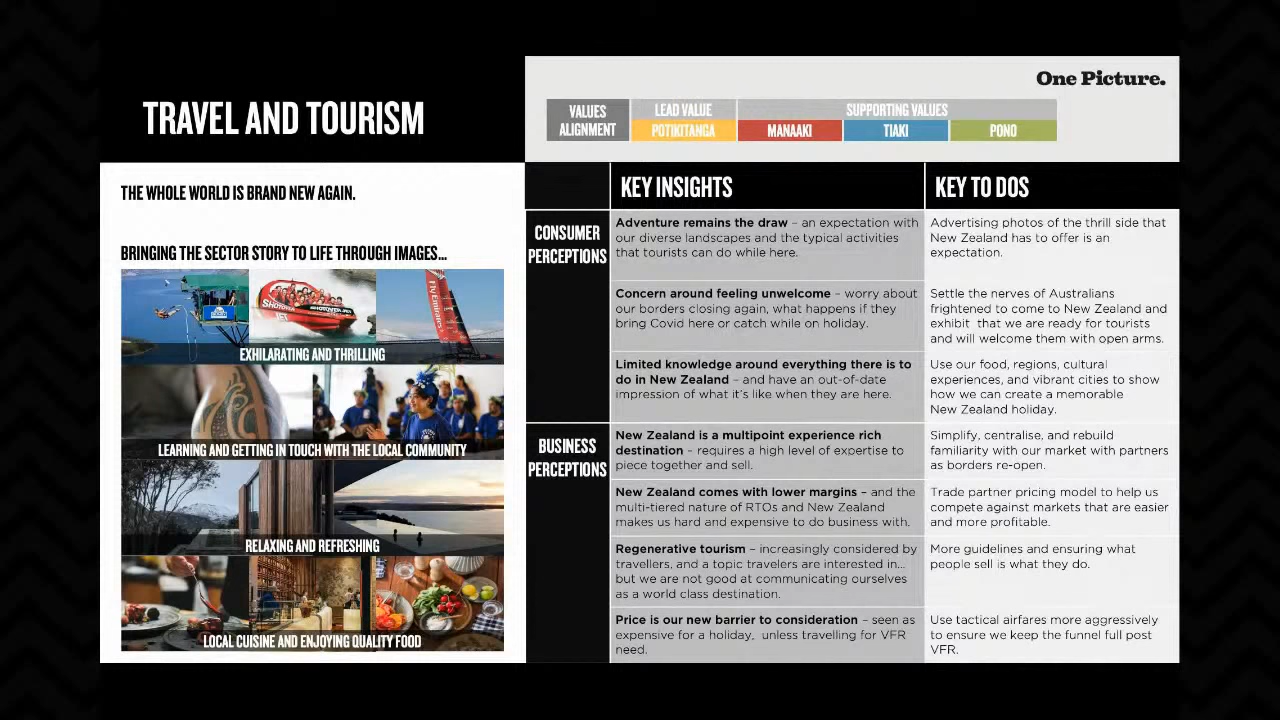 TRAVEL AND TOURISM
One Picture.
VALUES
ALIGNMENT
LEAD VALUE
SUPPORTING VALUES
POTIKITANGA
MANAAKI
TIAKI
PONO
THE WHOLE WORLD IS BRAND NEW AGAIN.
BRINGING THE SECTOR STORY TO LIFE THROUGH IMAGES...
SHOTOVER
JET
SHOTOVER JET
Fly Emirates
EXHILARATING AND THRILLING
LEARNING AND GETTING IN TOUCH WITH THE LOCAL COMMUNITY
RELAXING AND REFRESHING
LOCAL CUISINE AND ENJOYING QUALITY FOOD
KEY INSIGHTS
KEY TO DOS
CONSUMER
PERCEPTIONS
Adventure remains the draw – an expectation with
our diverse landscapes and the typical activities
that tourists can do while here.
Advertising photos of the thrill side that
New Zealand has to offer is an
expectation.
Concern around feeling unwelcome – worry about
our borders closing again, what happens if they
bring Covid here or catch while on holiday.
Settle the nerves of Australians
frightened to come to New Zealand and
exhibit that we are ready for tourists
and will welcome them with open arms.
Limited knowledge around everything there is to
do in New Zealand – and have an out-of-date
impression of what it's like when they are here.
Use our food, regions, cultural
experiences, and vibrant cities to show
how we can create a memorable
New Zealand holiday.
BUSINESS
PERCEPTIONS
New Zealand is a multipoint experience rich
destination – requires a high level of expertise to
piece together and sell.
Simplify, centralise, and rebuild
familiarity with our market with partners
as borders re-open.
New Zealand comes with lower margins – and the
multi-tiered nature of RTOs and New Zealand
makes us hard and expensive to do business with.
Trade partner pricing model to help us
compete against markets that are easier
and more profitable.
Regenerative tourism – increasingly considered by
travellers, and a topic travelers are interested in...
but we are not good at communicating ourselves
as a world class destination.
More guidelines and ensuring what
people sell is what they do.
Price is our new barrier to consideration – seen as
expensive for a holiday, unless travelling for VFR
need.
Use tactical airfares more aggressively
to ensure we keep the funnel full post
VFR.